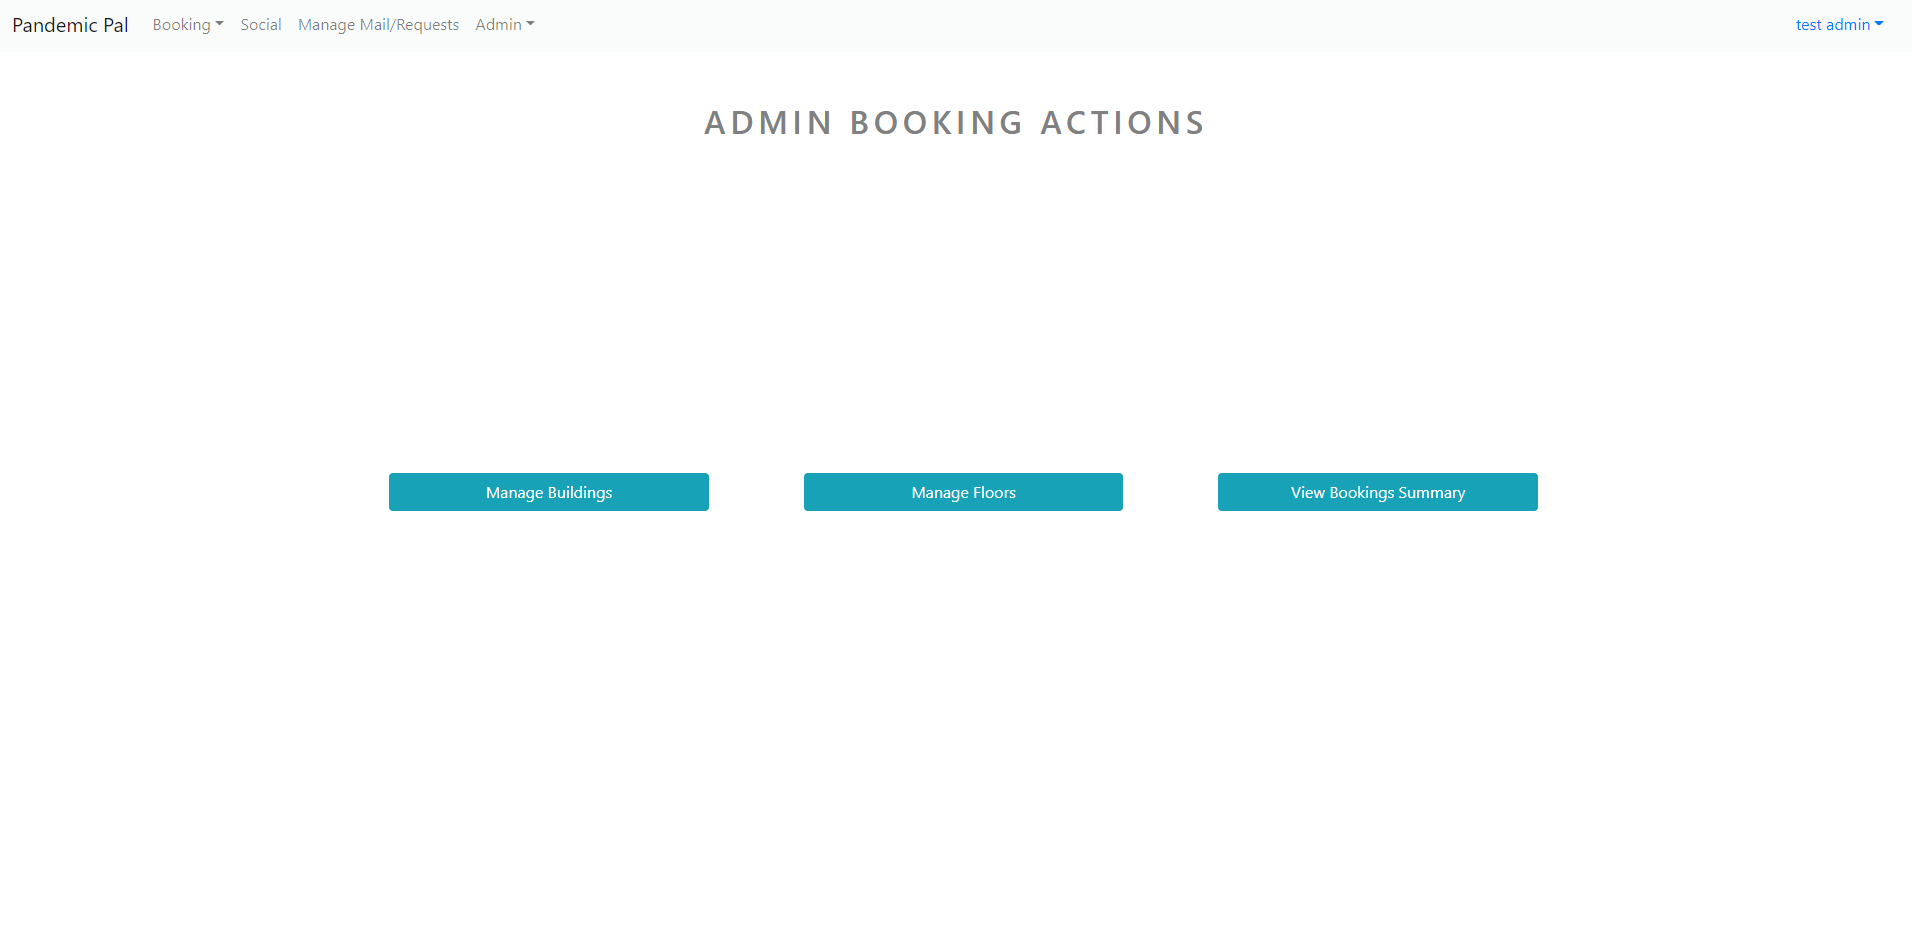 Pandemic Pal Booking Social Manage Mail/Requests Admin test admin
ADMIN BOOKING ACTIONS
Manage Buildings Manage Floors View Bookings Summary